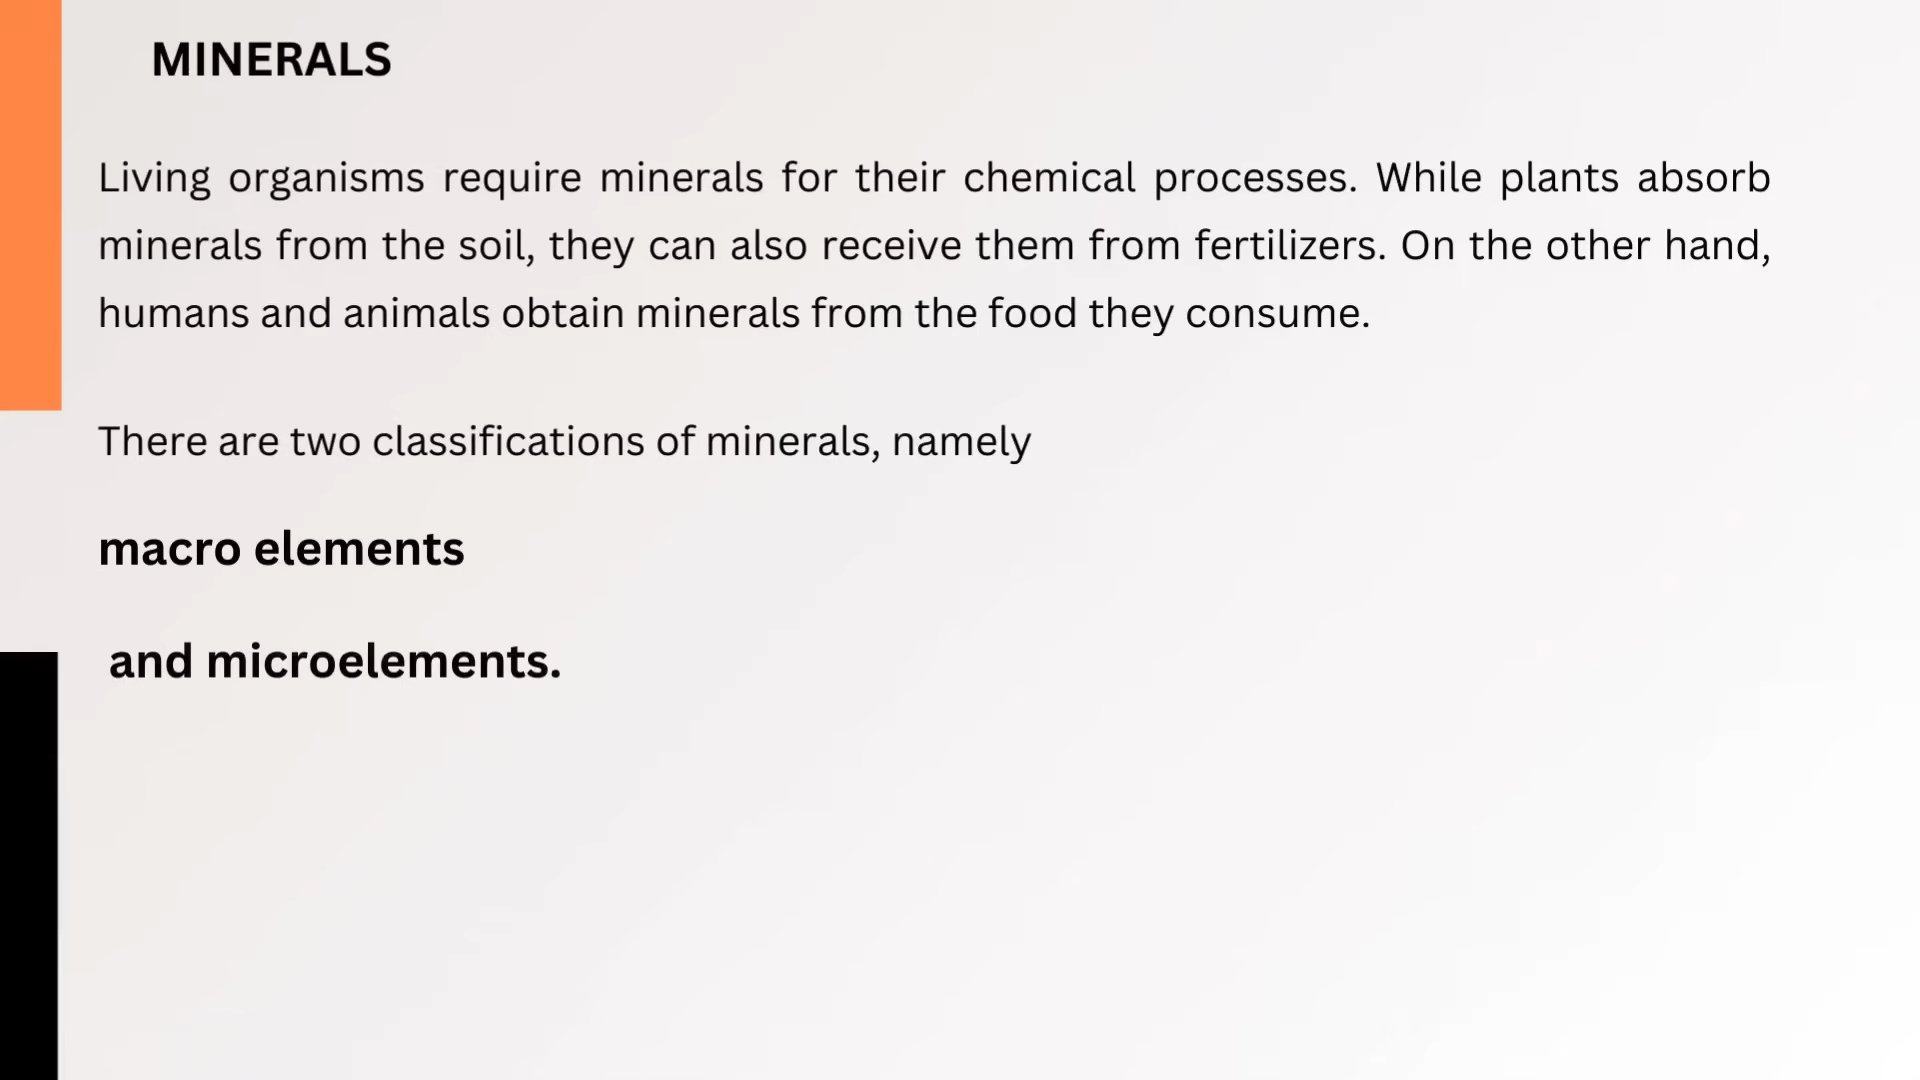 MINERALS
Living organisms require minerals for their chemical processes. While plants absorb
minerals from the soil, they can also receive them from fertilizers. On the other hand,
humans and animals obtain minerals from the food they consume.
There are two classifications of minerals, namely
macro elements
and microelements.